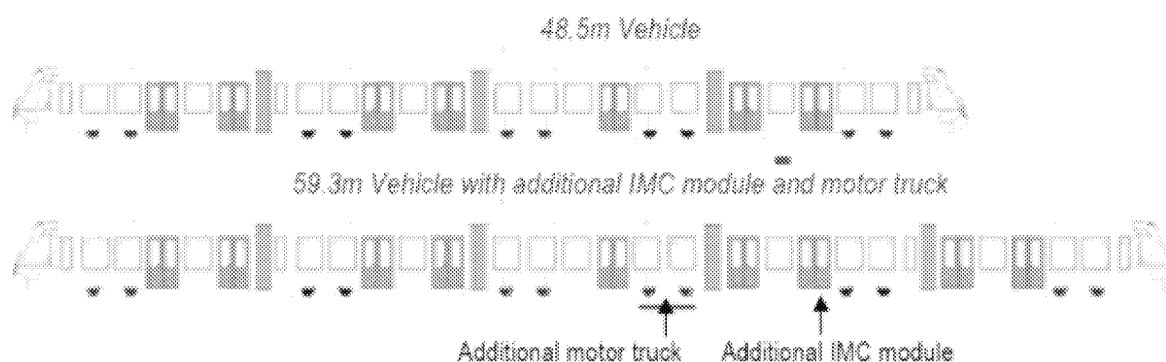 48.5m Vehicle
59.3m Vehicle with additional IMC module and motor truck
Additional motor truck Additional IMC module